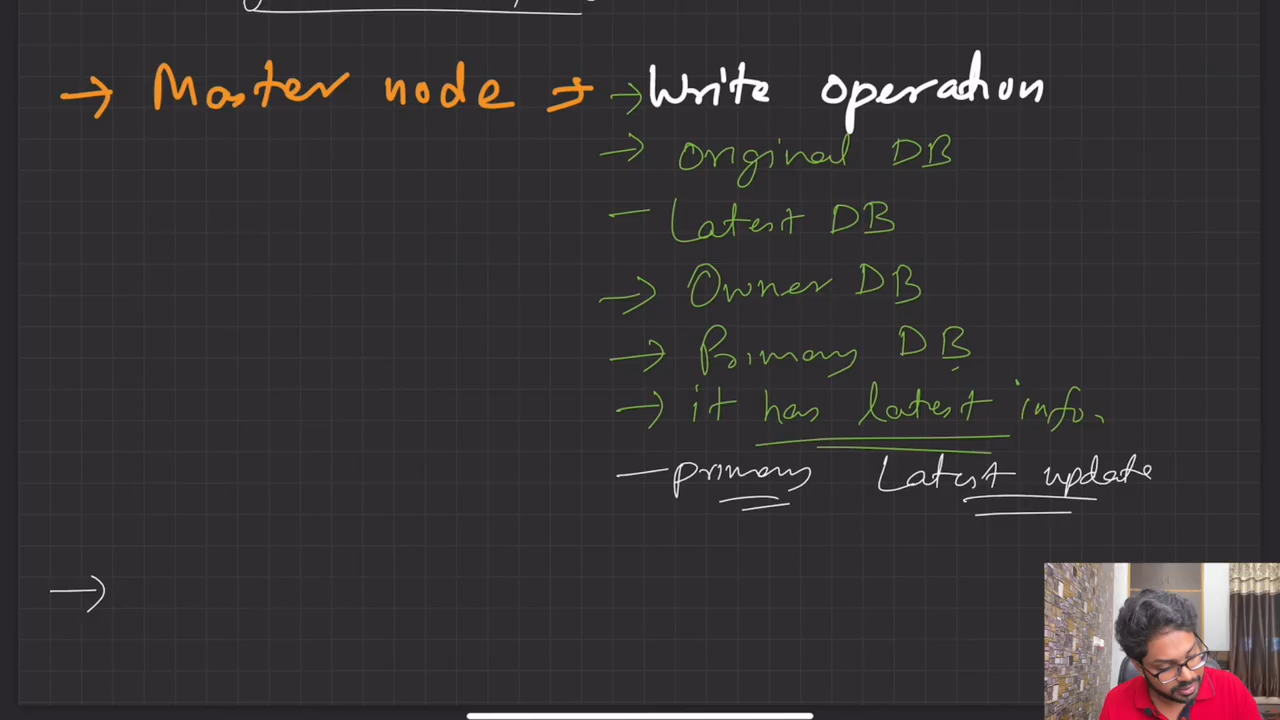 → Master node → → Write operation
→ Original DB
- Latest DB
→ Owner DB
→ Primary DB
→ it has latest info.
- primary Latest update
→